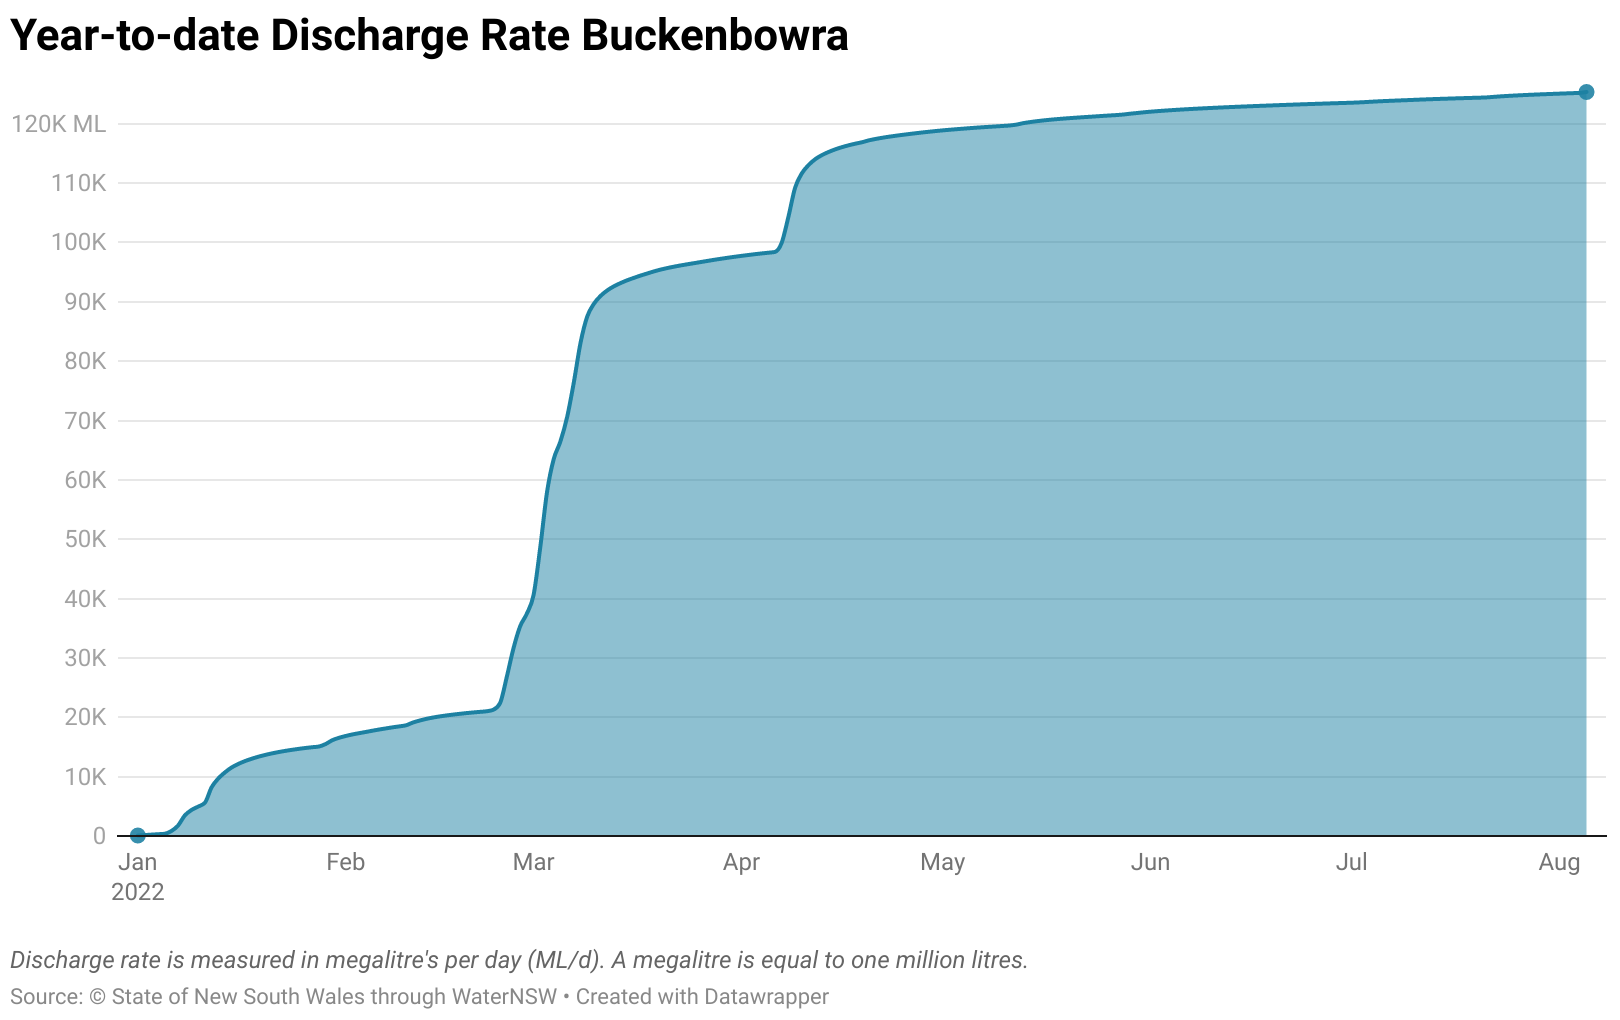 Year-to-date Discharge Rate Buckenbowra
120K ML
110K
100K
90K
80K
70K
60K
50K
40K
30K
20K
10K
0
Jan Feb Mar Apr May Jun Jul Aug
2022
Discharge rate is measured in megalitre's per day (ML/d). A megalitre is equal to one million litres.
Source: © State of New South Wales through WaterNSW • Created with Datawrapper